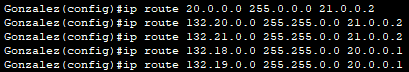 Gonzalez(config)#ip route 20.0.0.0 255.0.0.0 21.0.0.2
Gonzalez(config)#ip route 132.20.0.0 255.255.0.0 21.0.0.2
Gonzalez(config)#ip route 132.21.0.0 255.255.0.0 21.0.0.2
Gonzalez(config)#ip route 132.18.0.0 255.255.0.0 20.0.0.1
Gonzalez(config)#ip route 132.19.0.0 255.255.0.0 20.0.0.1